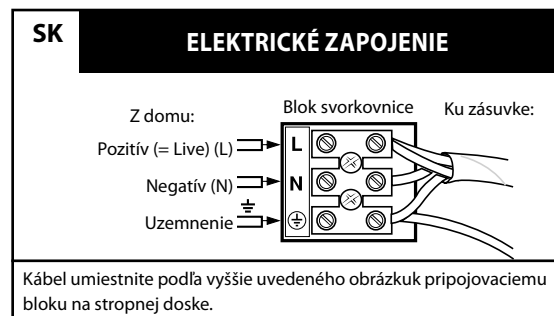 SK
ELEKTRICKÉ ZAPOJENIE
Z domu:
Blok svorkovnice
Ku zásuvke:
Pozitív (= Live) (L)
L
Negatív (N)
N
Uzemnenie
Kábel umiestnite podľa vyššie uvedeného obrázkuk pripojovaciemu
bloku na stropnej doske.